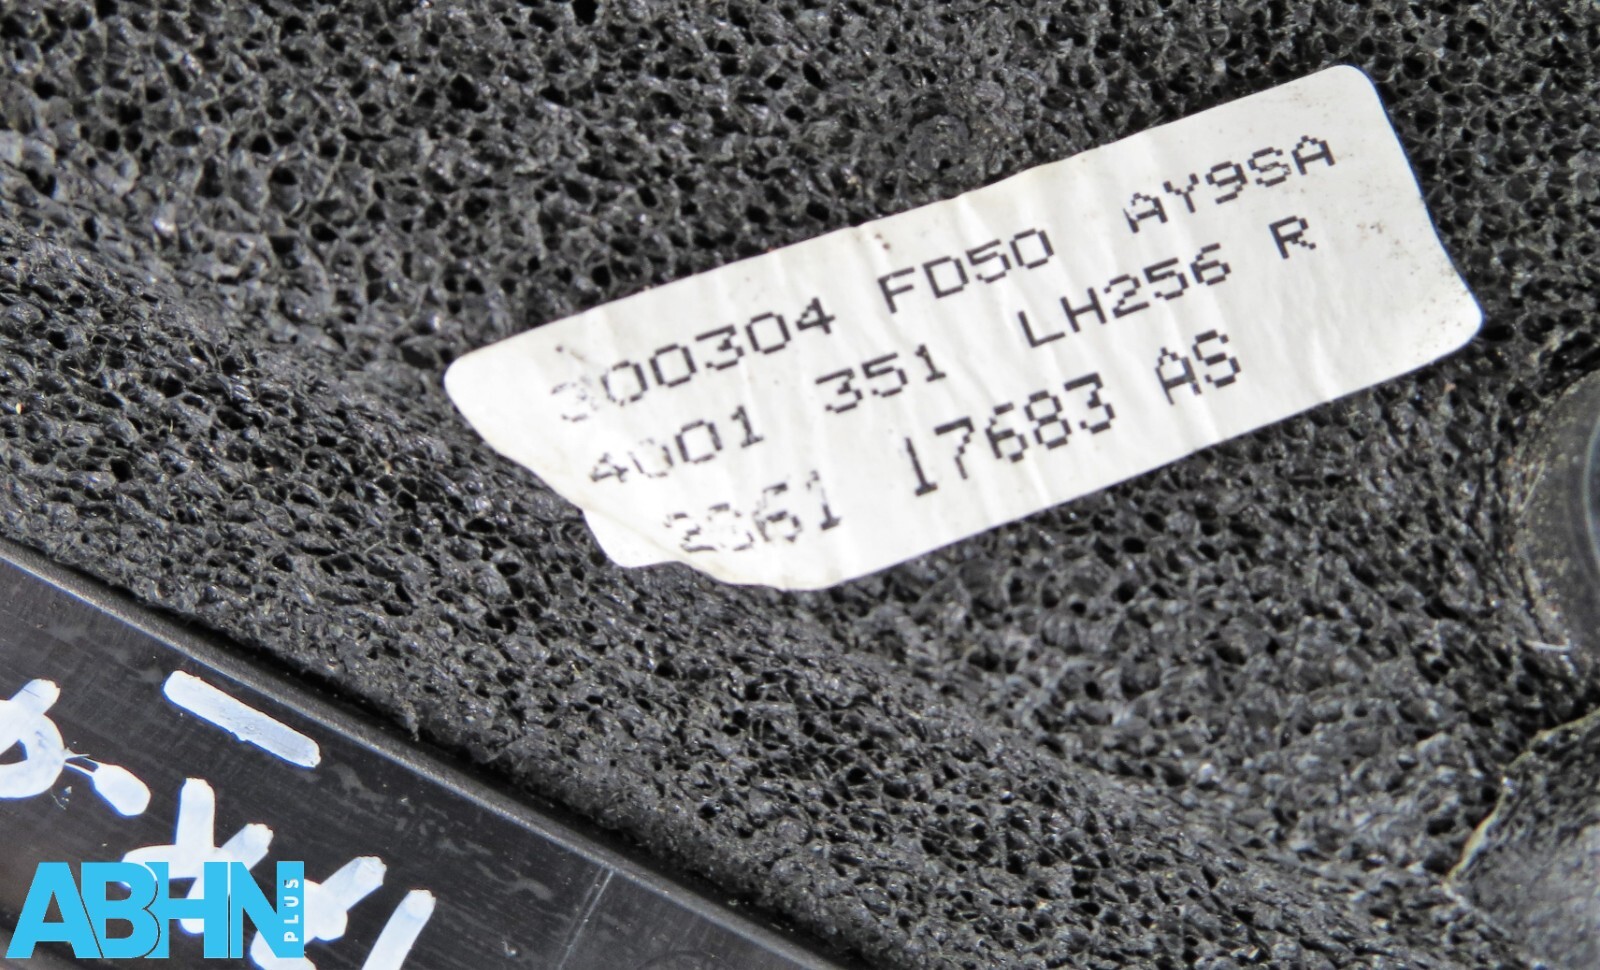 300304 FD50 AY9SA
4001 351 LH256 R
2361 17683 AS
ABHN
PLUS